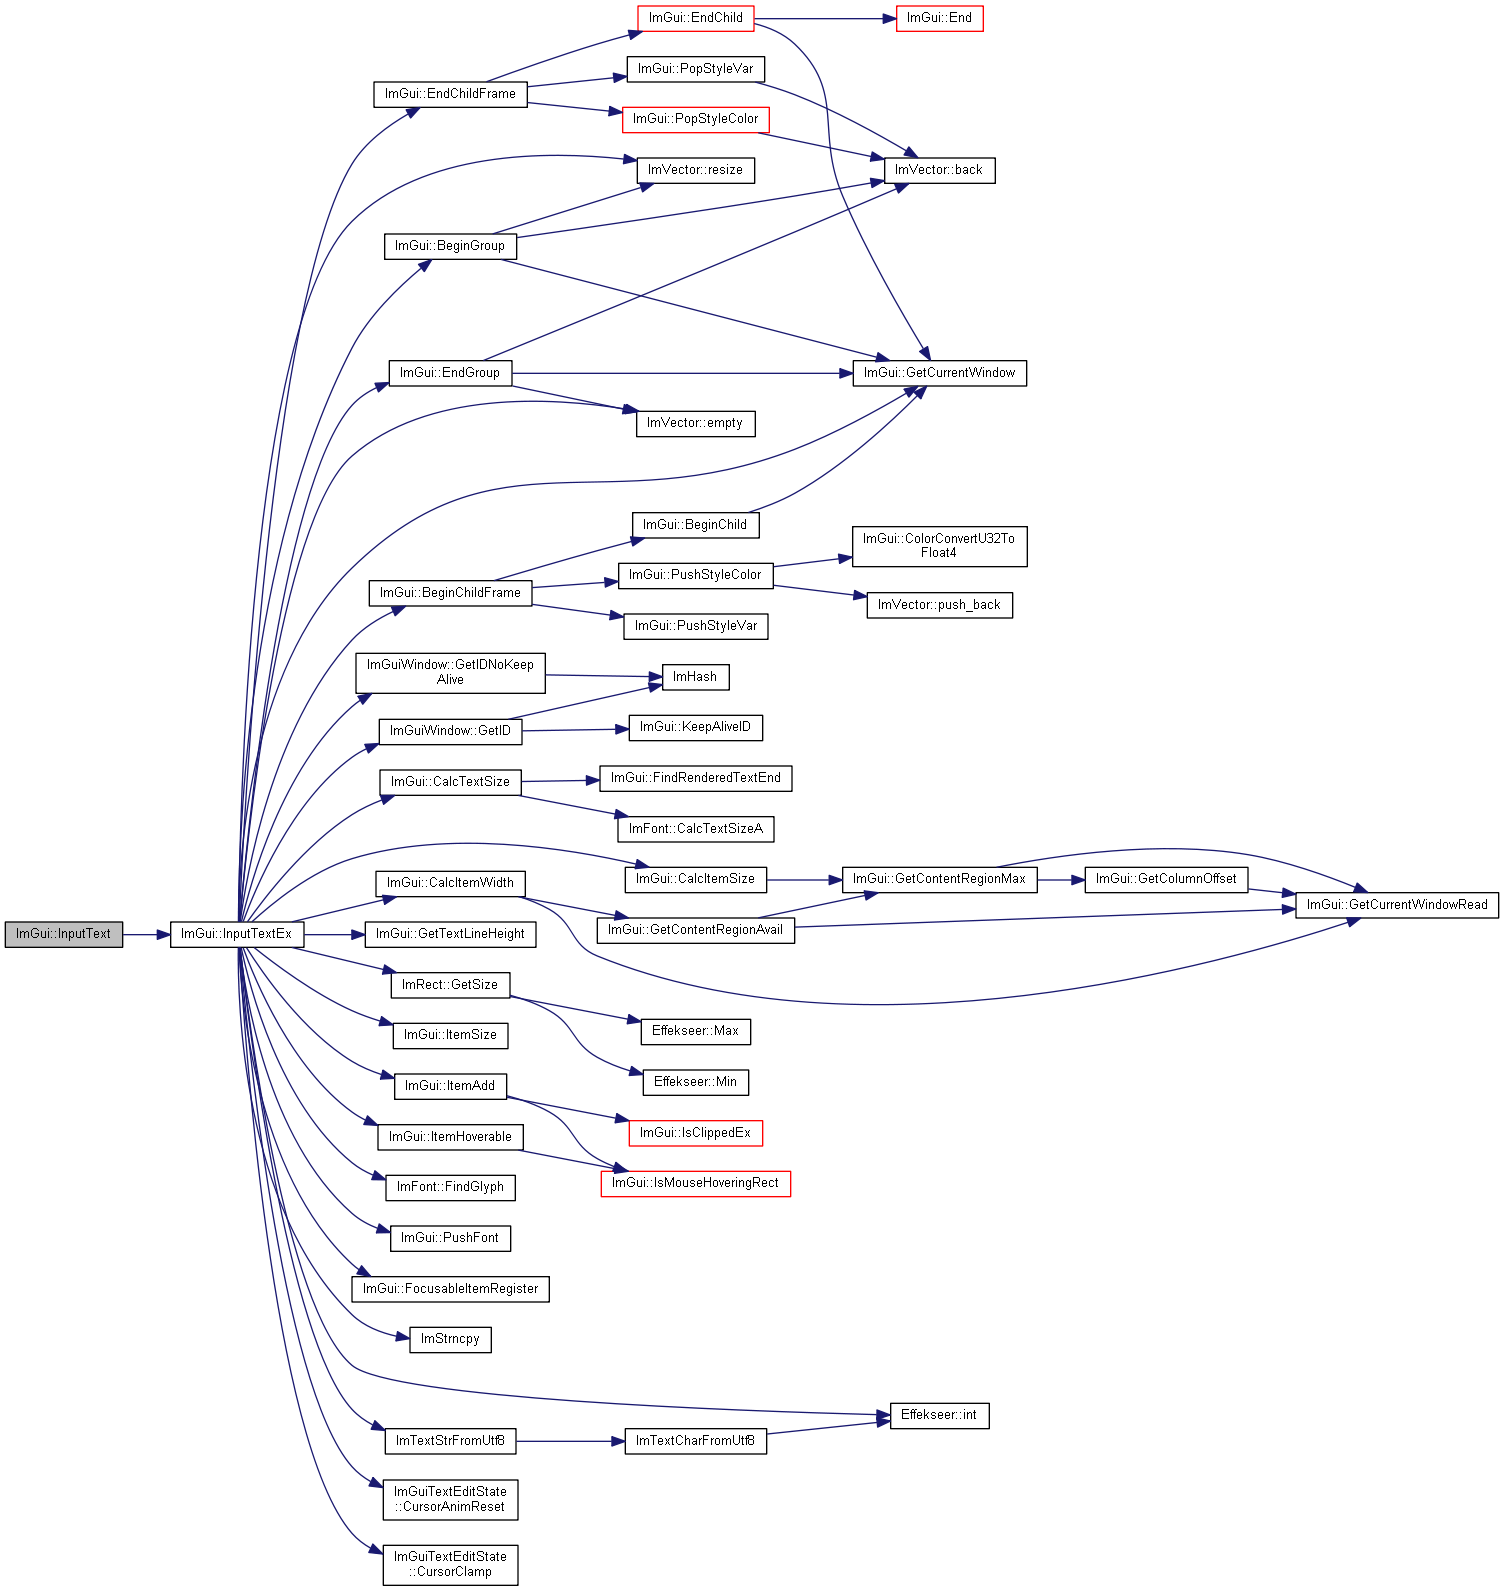 ImGui::EndChild
ImGui::End
ImGui::PopStyleVar
ImGui::EndChildFrame
ImGui::PopStyleColor
ImVector::resize
ImVector::back
ImGui::BeginGroup
ImGui::EndGroup
ImGui::GetCurrentWindow
ImVector::empty
ImGui::BeginChild
ImGui::ColorConvertU32To
Float4
ImGui::PushStyleColor
ImGui::BeginChildFrame
ImVector::push_back
ImGui::PushStyleVar
ImGuiWindow::GetIDNoKeep
Alive
ImHash
ImGuiWindow::GetID
ImGui::KeepAliveID
ImGui::CalcTextSize
ImGui::FindRenderedTextEnd
ImFont::CalcTextSizeA
ImGui::CalcItemWidth
ImGui::CalcItemSize
ImGui::GetContentRegionMax
ImGui::GetColumnOffset
ImGui::GetCurrentWindowRead
ImGui::InputText
ImGui::InputTextEx
ImGui::GetTextLineHeight
ImGui::GetContentRegionAvail
ImRect::GetSize
Effekseer::Max
ImGui::ItemSize
Effekseer::Min
ImGui::ItemAdd
ImGui::IsClippedEx
ImGui::ItemHoverable
ImGui::IsMouseHoveringRect
ImFont::FindGlyph
ImGui::PushFont
ImGui::FocusableItemRegister
ImStrncpy
Effekseer::int
ImTextStrFromUtf8
ImTextCharFromUtf8
ImGuiTextEditState
::CursorAnimReset
ImGuiTextEditState
::CursorClamp